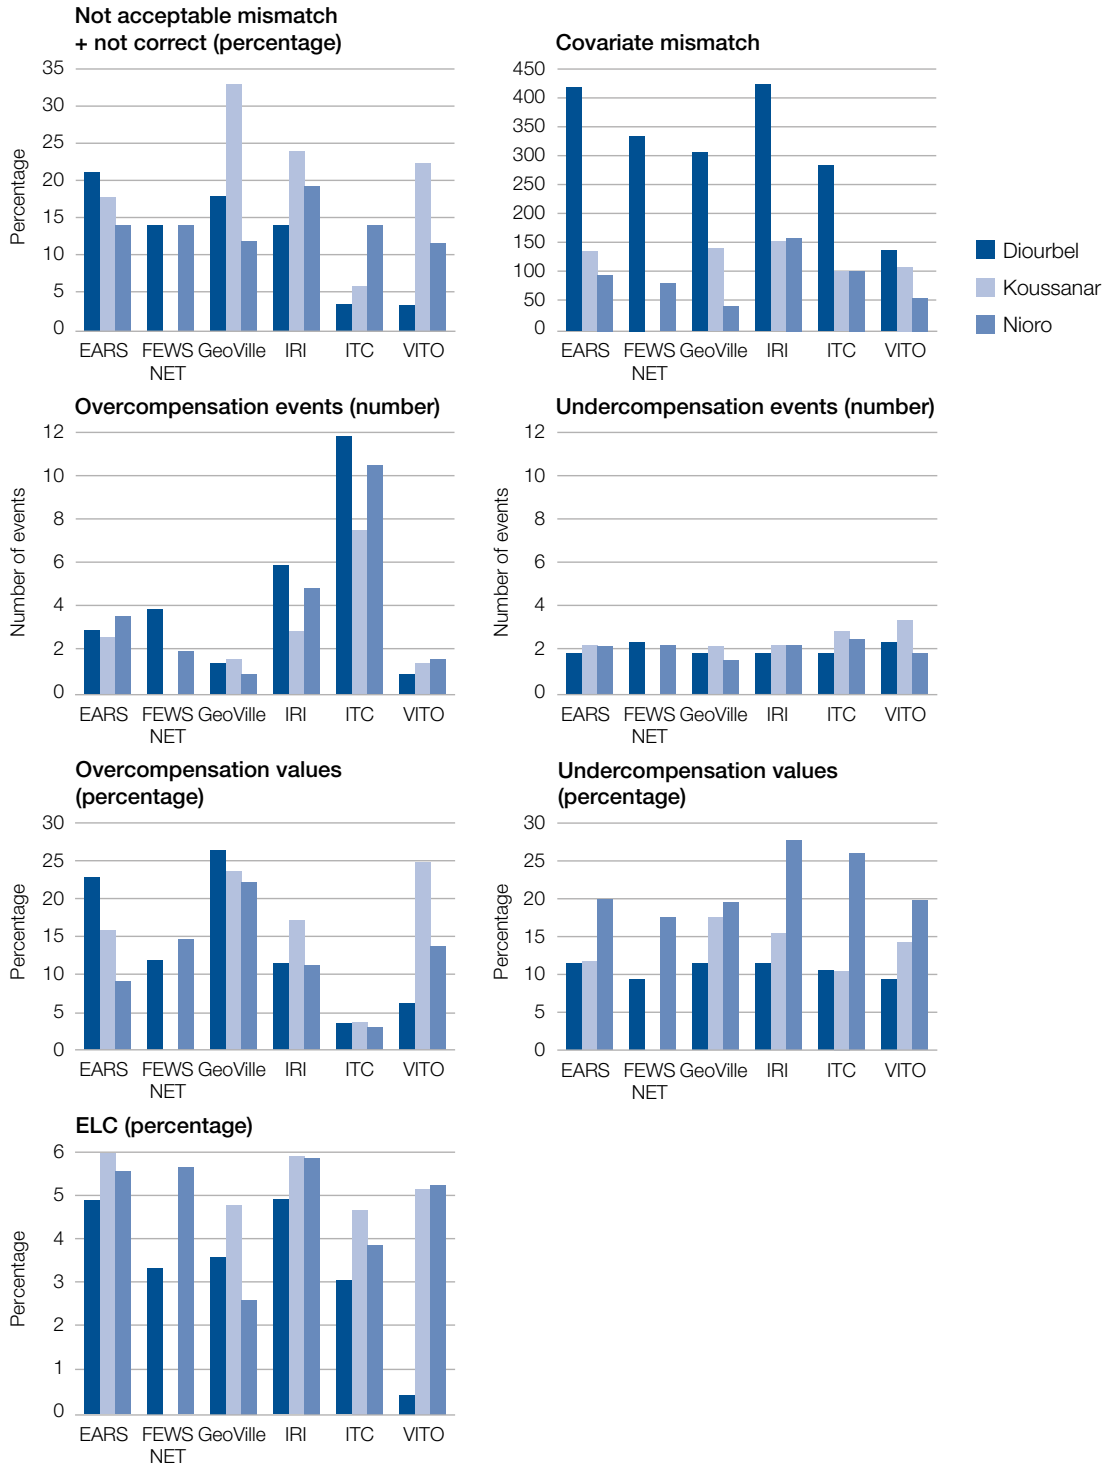 Not acceptable mismatch
+ not correct (percentage)
Percentage
35
30
25
20
15
10
5
0
EARS FEWS GeoVille IRI ITC VITO
NET
Covariate mismatch
450
400
350
300
250
200
150
100
50
0
EARS FEWS GeoVille IRI ITC VITO
NET
Diourbel
Koussanar
Nioro
Overcompensation events (number)
Number of events
12
10
8
6
4
2
0
EARS FEWS GeoVille IRI ITC VITO
NET
Undercompensation events (number)
Number of events
12
10
8
6
4
2
0
EARS FEWS GeoVille IRI ITC VITO
NET
Overcompensation values
(percentage)
Percentage
30
25
20
15
10
5
0
EARS FEWS GeoVille IRI ITC VITO
NET
Undercompensation values
(percentage)
Percentage
30
25
20
15
10
5
0
EARS FEWS GeoVille IRI ITC VITO
NET
ELC (percentage)
Percentage
6
5
4
3
2
1
0
EARS FEWS GeoVille IRI ITC VITO
NET